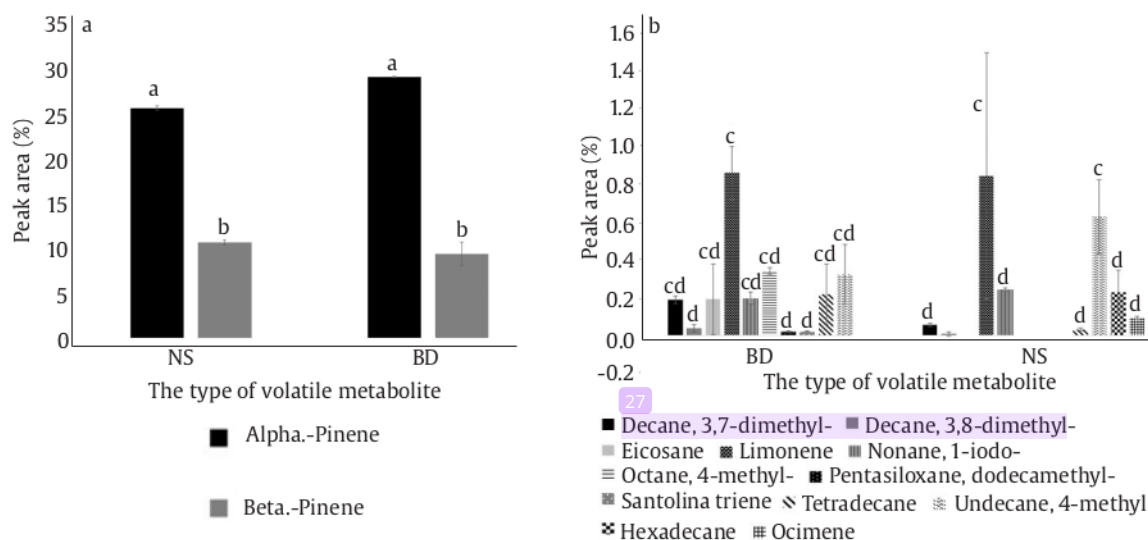 a
35
30
25
20
15
10
5
0
Peak area (%)
a
b
a
b
NS
BD
The type of volatile metabolite
Alpha.-Pinene
Beta.-Pinene
b
1.6
1.4
1.2
1.0
0.8
0.6
0.4
0.2
0.0
-0.2
Peak area (%)
cd
d
cd
c
cd
cd
d
d
cd
cd
d
c
d
d
c
d
d
BD
NS
The type of volatile metabolite
27
Decane, 3,7-dimethyl- Decane, 3,8-dimethyl-
Eicosane Limonene Nonane, 1-iodo-
Octane, 4-methyl- Pentasiloxane, dodecamethyl-
Santolina triene Tetradecane Undecane, 4-methyl
Hexadecane Ocimene